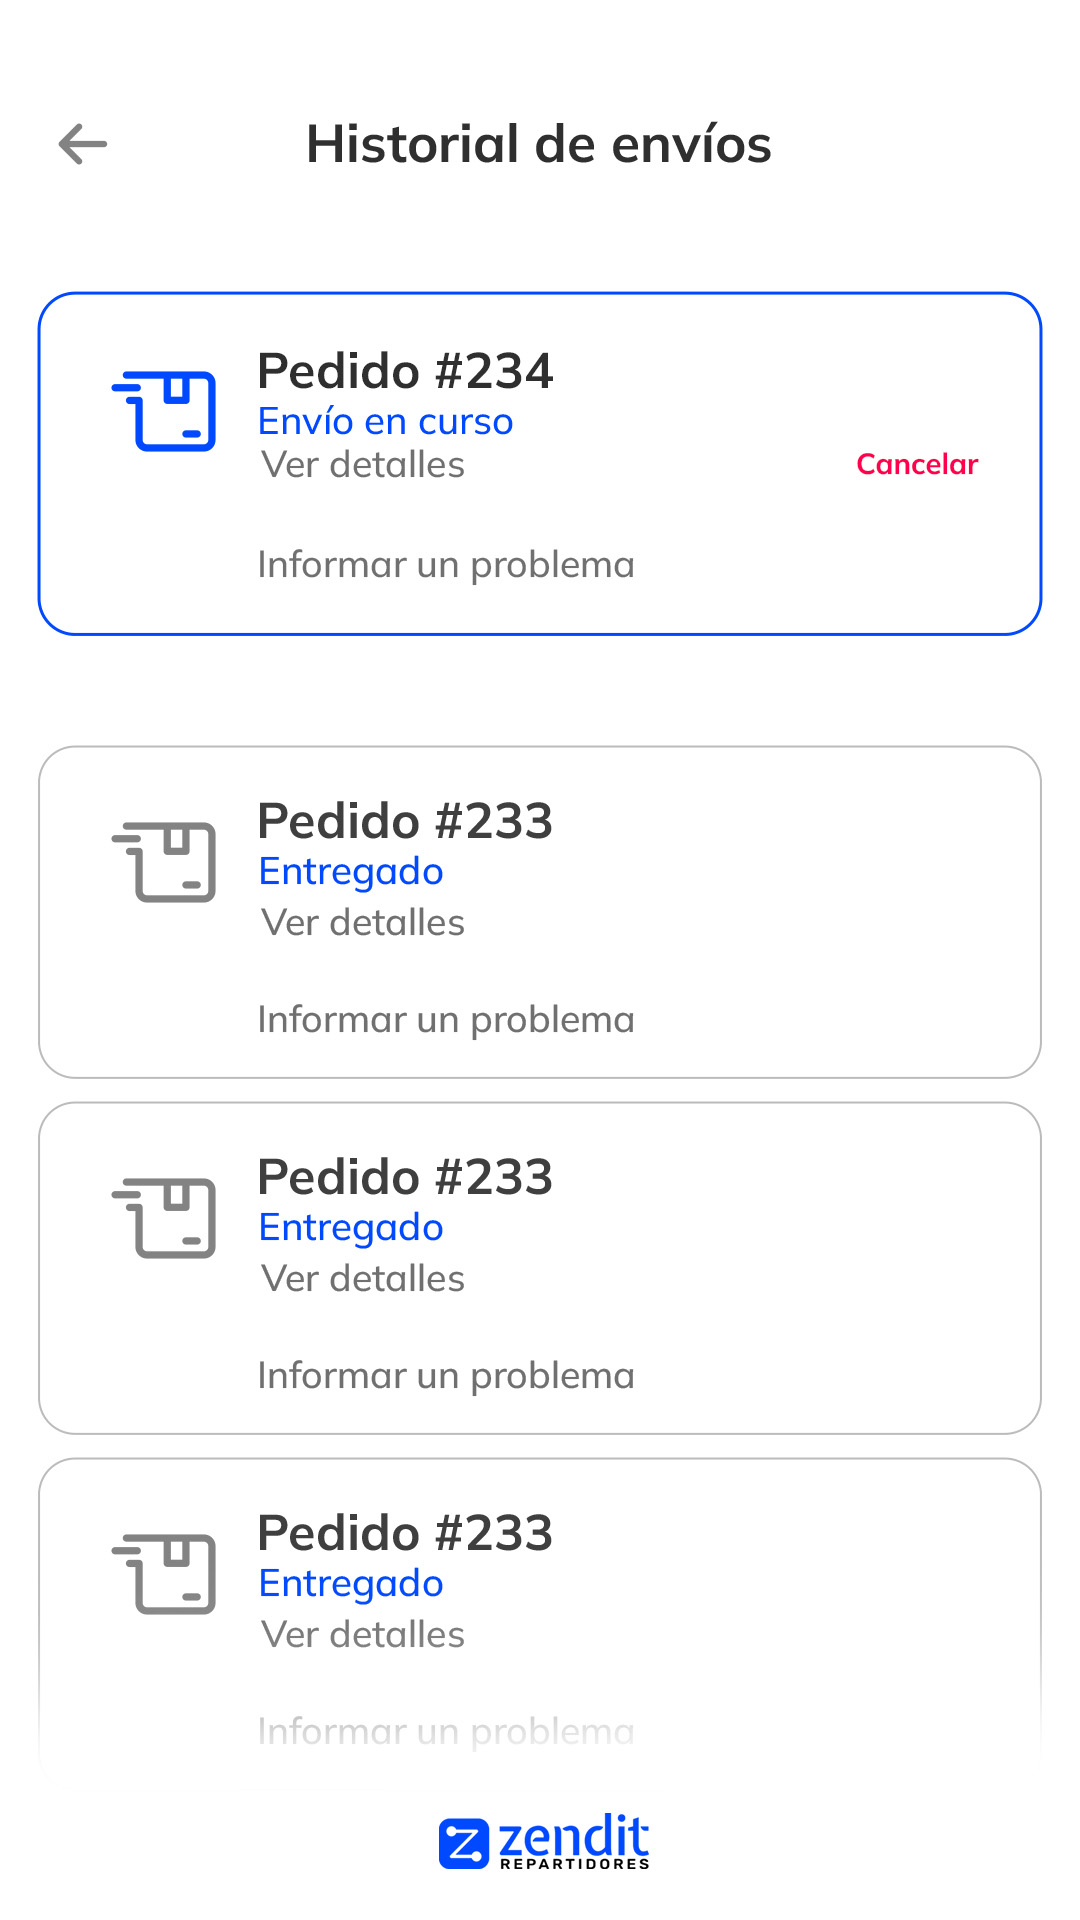 Historial de envíos
Pedido #234
Envío en curso
Ver detalles
Cancelar
Informar un problema
Pedido #233
Entregado
Ver detalles
Informar un problema
Pedido #233
Entregado
Ver detalles
Informar un problema
Pedido #233
Entregado
Ver detalles
Informar un problema
zendit
REPARTIDORES